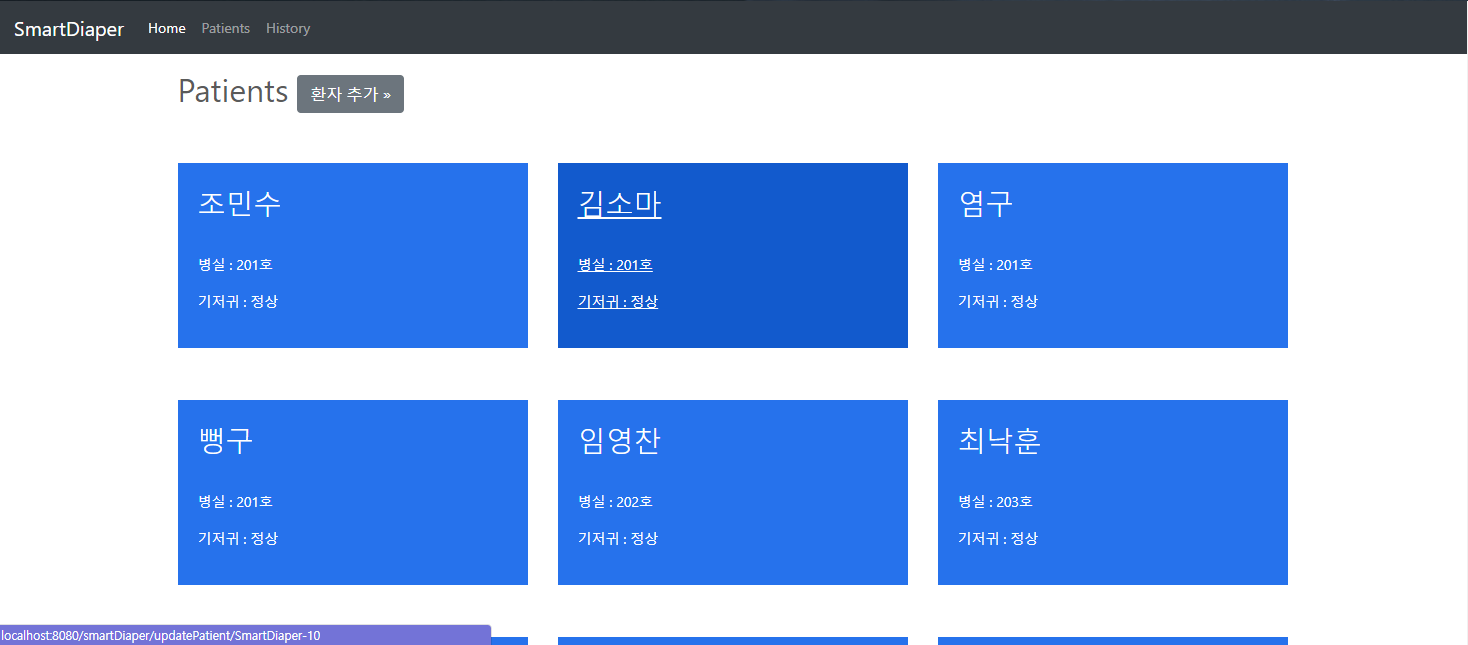 SmartDiaper Home Patients History
Patients 환자 추가 »
조민수
병실 : 201호
기저귀 : 정상
김소마
병실 : 201호
기저귀 : 정상
염구
병실 : 201호
기저귀 : 정상
뻥구
병실 : 201호
기저귀 : 정상
임영찬
병실 : 202호
기저귀 : 정상
최낙훈
병실 : 203호
기저귀 : 정상
localhost:8080/smartDiaper/updatePatient/SmartDiaper-10